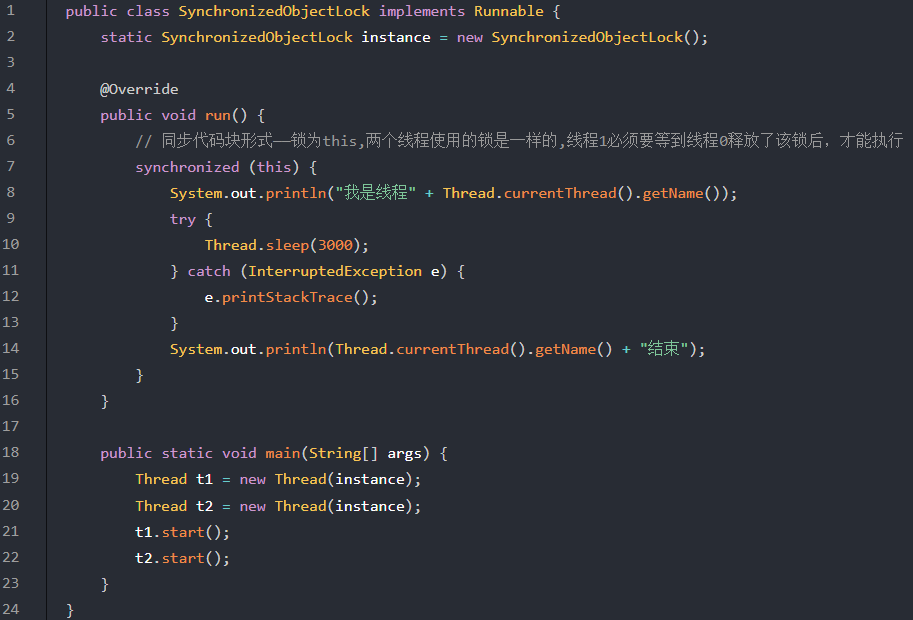 1 public class SynchronizedObjectLock implements Runnable {
2 static SynchronizedObjectLock instance = new SynchronizedObjectLock();
3
4 @Override
5 public void run() {
6 // 同步代码块形式——锁为this,两个线程使用的锁是一样的,线程1必须要等到线程0释放了该锁后，才能执行
7 synchronized (this) {
8 System.out.println("我是线程" + Thread.currentThread().getName());
9 try {
10 Thread.sleep(3000);
11 } catch (InterruptedException e) {
12 e.printStackTrace();
13 }
14 System.out.println(Thread.currentThread().getName() + "结束");
15 }
16 }
17
18 public static void main(String[] args) {
19 Thread t1 = new Thread(instance);
20 Thread t2 = new Thread(instance);
21 t1.start();
22 t2.start();
23 }
24 }